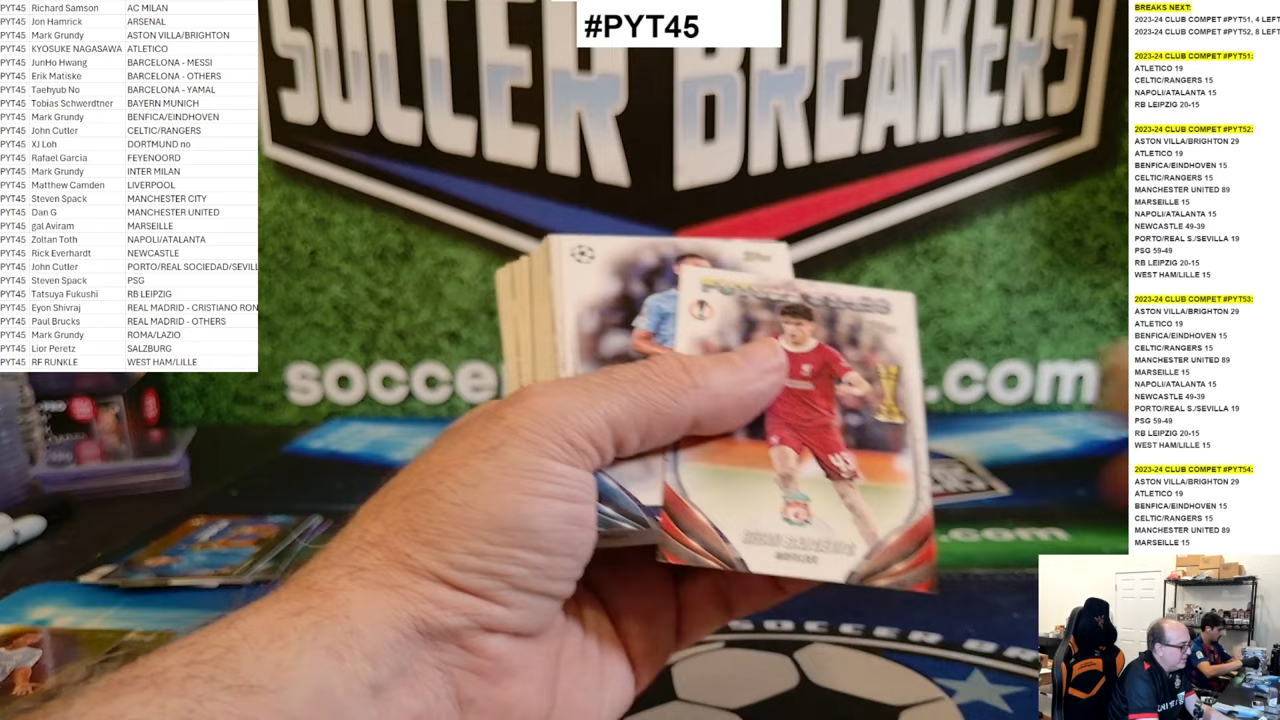 PYT45 Richard Samson AC MILAN
PYT45 Jon Hamrick ARSENAL
PYT45 Mark Grundy ASTON VILLA/BRIGHTON
PYT45 KYOSUKE NAGASAWA ATLETICO
PYT45 JunHo Hwang BARCELONA - MESSI
PYT45 Erik Matiske BARCELONA - OTHERS
PYT45 Taehyub No BARCELONA - YAMAL
PYT45 Tobias Schwerdtner BAYERN MUNICH
PYT45 Mark Grundy BENFICA/EINDHOVEN
PYT45 John Cutler CELTIC/RANGERS
PYT45 XJ Loh DORTMUND no
PYT45 Rafael Garcia FEYENOORD
PYT45 Mark Grundy INTER MILAN
PYT45 Matthew Camden LIVERPOOL
PYT45 Steven Spack MANCHESTER CITY
PYT45 Dan G MANCHESTER UNITED
PYT45 gal Aviram MARSEILLE
PYT45 Zoltan Toth NAPOLI/ATALANTA
PYT45 Rick Everhardt NEWCASTLE
PYT45 John Cutler PORTO/REAL SOCIEDAD/SEVILL
PYT45 Steven Spack PSG
PYT45 Tatsuya Fukushi RB LEIPZIG
PYT45 Eyon Shivraj REAL MADRID - CRISTIANO RON
PYT45 Paul Brucks REAL MADRID - OTHERS
PYT45 Mark Grundy ROMA/LAZIO
PYT45 Lior Peretz SALZBURG
PYT45 RF RUNKLE WEST HAM/LILLE
#PYT45
SOCCER BREAKERS
socce .com
.com
SOCCER BR
BREAKS NEXT:
2023-24 CLUB COMPET #PYT51, 4 LEFT
2023-24 CLUB COMPET #PYT52, 8 LEFT
2023-24 CLUB COMPET #PYT51:
ATLETICO 19
CELTIC/RANGERS 15
NAPOLI/ATALANTA 15
RB LEIPZIG 20-15
2023-24 CLUB COMPET #PYT52:
ASTON VILLA/BRIGHTON 29
ATLETICO 19
BENFICA/EINDHOVEN 15
CELTIC/RANGERS 15
MANCHESTER UNITED 89
MARSEILLE 15
NAPOLI/ATALANTA 15
NEWCASTLE 49-39
PORTO/REAL S./SEVILLA 19
PSG 59-49
RB LEIPZIG 20-15
WEST HAM/LILLE 15
2023-24 CLUB COMPET #PYT53:
ASTON VILLA/BRIGHTON 29
ATLETICO 19
BENFICA/EINDHOVEN 15
CELTIC/RANGERS 15
MANCHESTER UNITED 89
MARSEILLE 15
NAPOLI/ATALANTA 15
NEWCASTLE 49-39
PORTO/REAL S./SEVILLA 19
PSG 59-49
RB LEIPZIG 20-15
WEST HAM/LILLE 15
2023-24 CLUB COMPET #PYT54:
ASTON VILLA/BRIGHTON 29
ATLETICO 19
BENFICA/EINDHOVEN 15
CELTIC/RANGERS 15
MANCHESTER UNITED 89
MARSEILLE 15